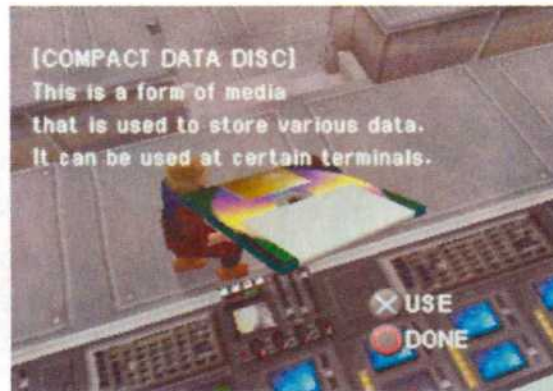 [COMPACT DATA DISC]
This is a form of media
that is used to store various data.
It can be used at certain terminals.
USE
DONE